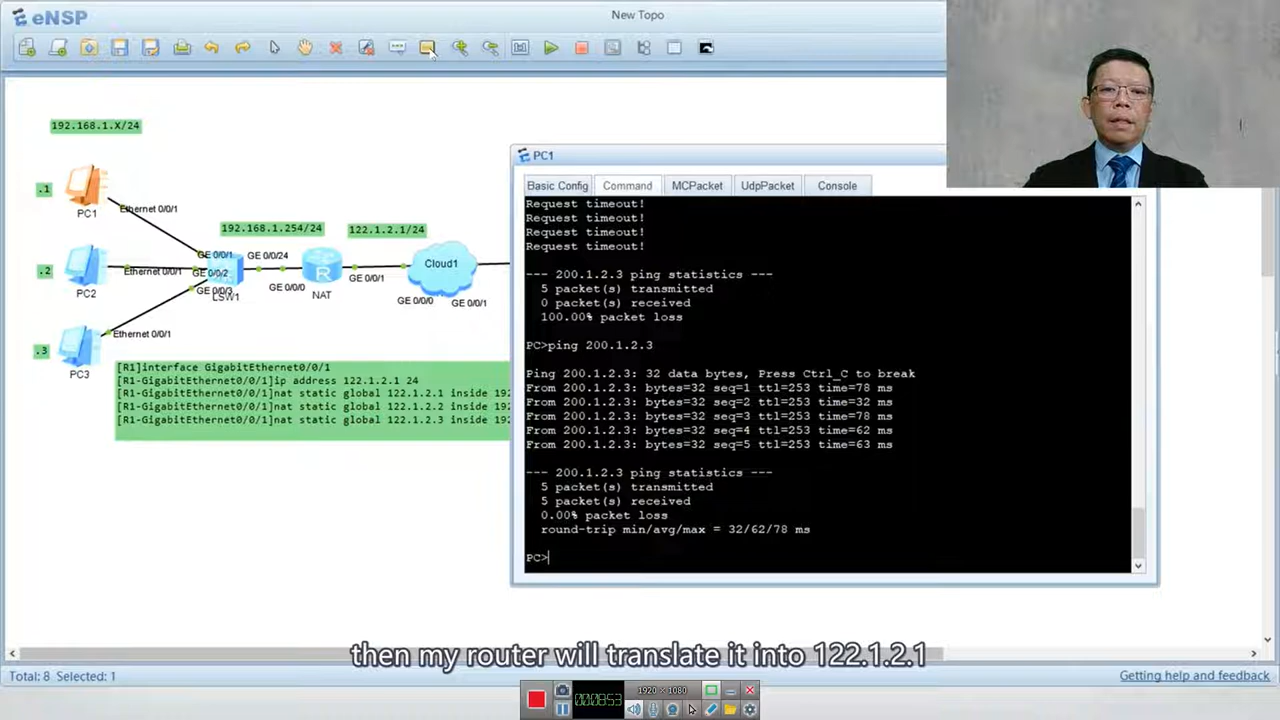 eNSP
New Topo
192.168.1.X/24
.1
PC1
Ethernet 0/0/1
192.168.1.254/24
122.1.2.1/24
GE 0/0/1
GE 0/0/24
.2
PC2
Ethernet 0/0/1
GE 0/0/2
GE 0/0/3
LSW1
GE 0/0/0
NAT
GE 0/0/1
Cloud1
GE 0/0/0
GE 0/0/1
.3
PC3
Ethernet 0/0/1
[R1]interface GigabitEthernet0/0/1
[R1-GigabitEthernet0/0/1]ip address 122.1.2.1 24
[R1-GigabitEthernet0/0/1]nat static global 122.1.2.1 inside 192
[R1-GigabitEthernet0/0/1]nat static global 122.1.2.2 inside 192
[R1-GigabitEthernet0/0/1]nat static global 122.1.2.3 inside 192
PC1
Basic Config
Command
MCPacket
UdpPacket
Console
Request timeout!
Request timeout!
Request timeout!
Request timeout!
--- 200.1.2.3 ping statistics ---
5 packet(s) transmitted
0 packet(s) received
100.00% packet loss
PC>ping 200.1.2.3
Ping 200.1.2.3: 32 data bytes, Press Ctrl_C to break
From 200.1.2.3: bytes=32 seq=1 ttl=253 time=78 ms
From 200.1.2.3: bytes=32 seq=2 ttl=253 time=32 ms
From 200.1.2.3: bytes=32 seq=3 ttl=253 time=78 ms
From 200.1.2.3: bytes=32 seq=4 ttl=253 time=62 ms
From 200.1.2.3: bytes=32 seq=5 ttl=253 time=63 ms
--- 200.1.2.3 ping statistics ---
5 packet(s) transmitted
5 packet(s) received
0.00% packet loss
round-trip min/avg/max = 32/62/78 ms
PC>
then my router will translate it into 122.1.2.1
Total: 8 Selected: 1
Getting help and feedback
00:08:53
1920 × 1080